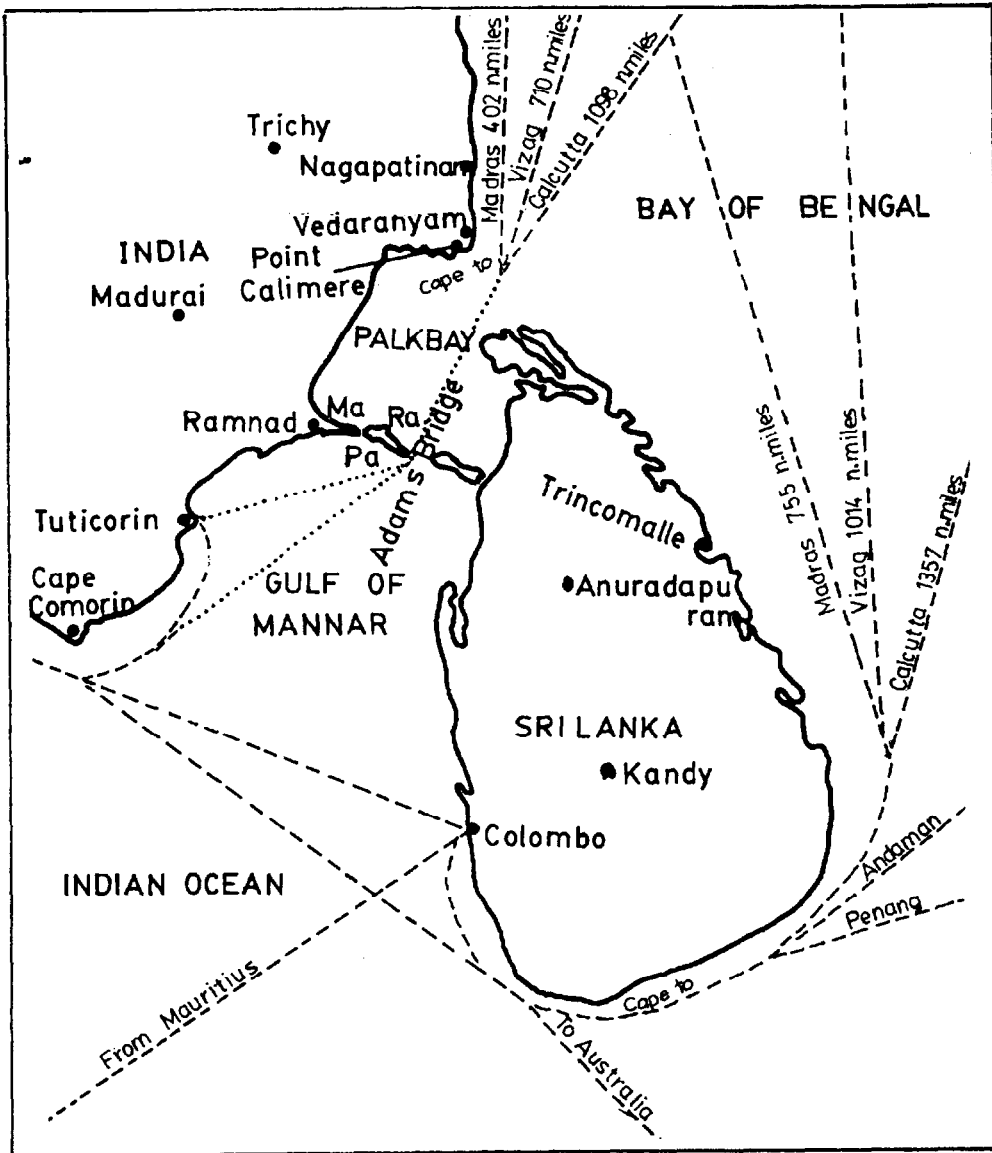 Madras 402 n.miles
Vizag 710 n.miles
Calcutta 1098 n.miles
Trichy
Nagapatinam
Vedaranyam
BAY OF BENGAL
INDIA
Point
Calimere
Madurai
Cape to
PALKBAY
Ramnad
Ma
Ra
Pa
Adam's Bridge
Madras 755 n.miles
Vizag 1014 n.miles
Calcutta 1357 n.miles
Tuticorin
Trincomalle
Cape
Comorin
GULF OF
MANNAR
Anuradapu
ram
SRI LANKA
Kandy
Colombo
INDIAN OCEAN
Andaman
Penang
Cape to
From Mauritius
To Australia